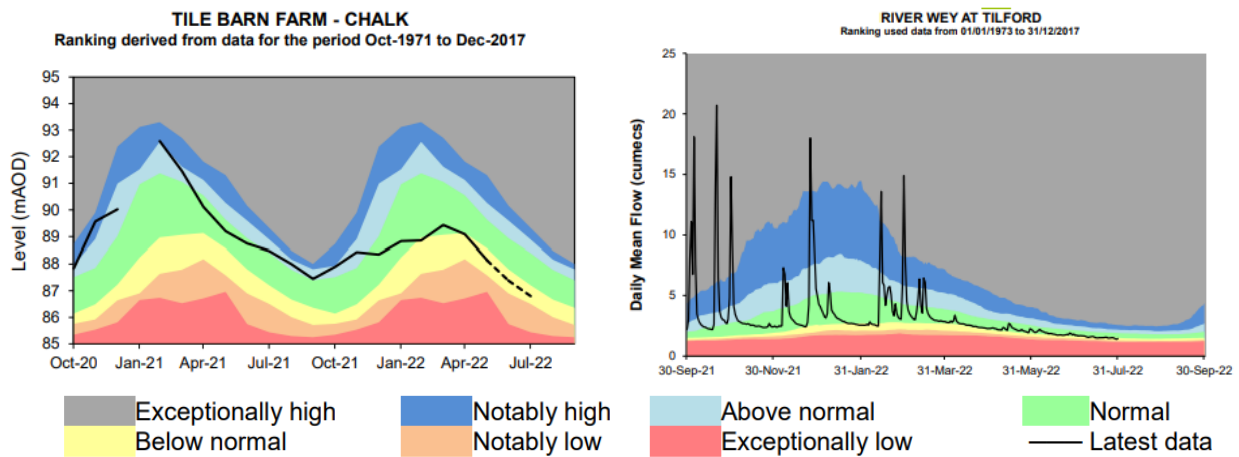 TILE BARN FARM - CHALK
Ranking derived from data for the period Oct-1971 to Dec-2017
Level (mAOD)
95
94
93
92
91
90
89
88
87
86
85
Oct-20 Jan-21 Apr-21 Jul-21 Oct-21 Jan-22 Apr-22 Jul-22
RIVER WEY AT TILFORD
Ranking used data from 01/01/1973 to 31/12/2017
Daily Mean Flow (cumecs)
25
20
15
10
5
0
30-Sep-21 30-Nov-21 31-Jan-22 31-Mar-22 31-May-22 31-Jul-22 30-Sep-22
Exceptionally high Notably high Above normal Normal
Below normal Notably low Exceptionally low Latest data